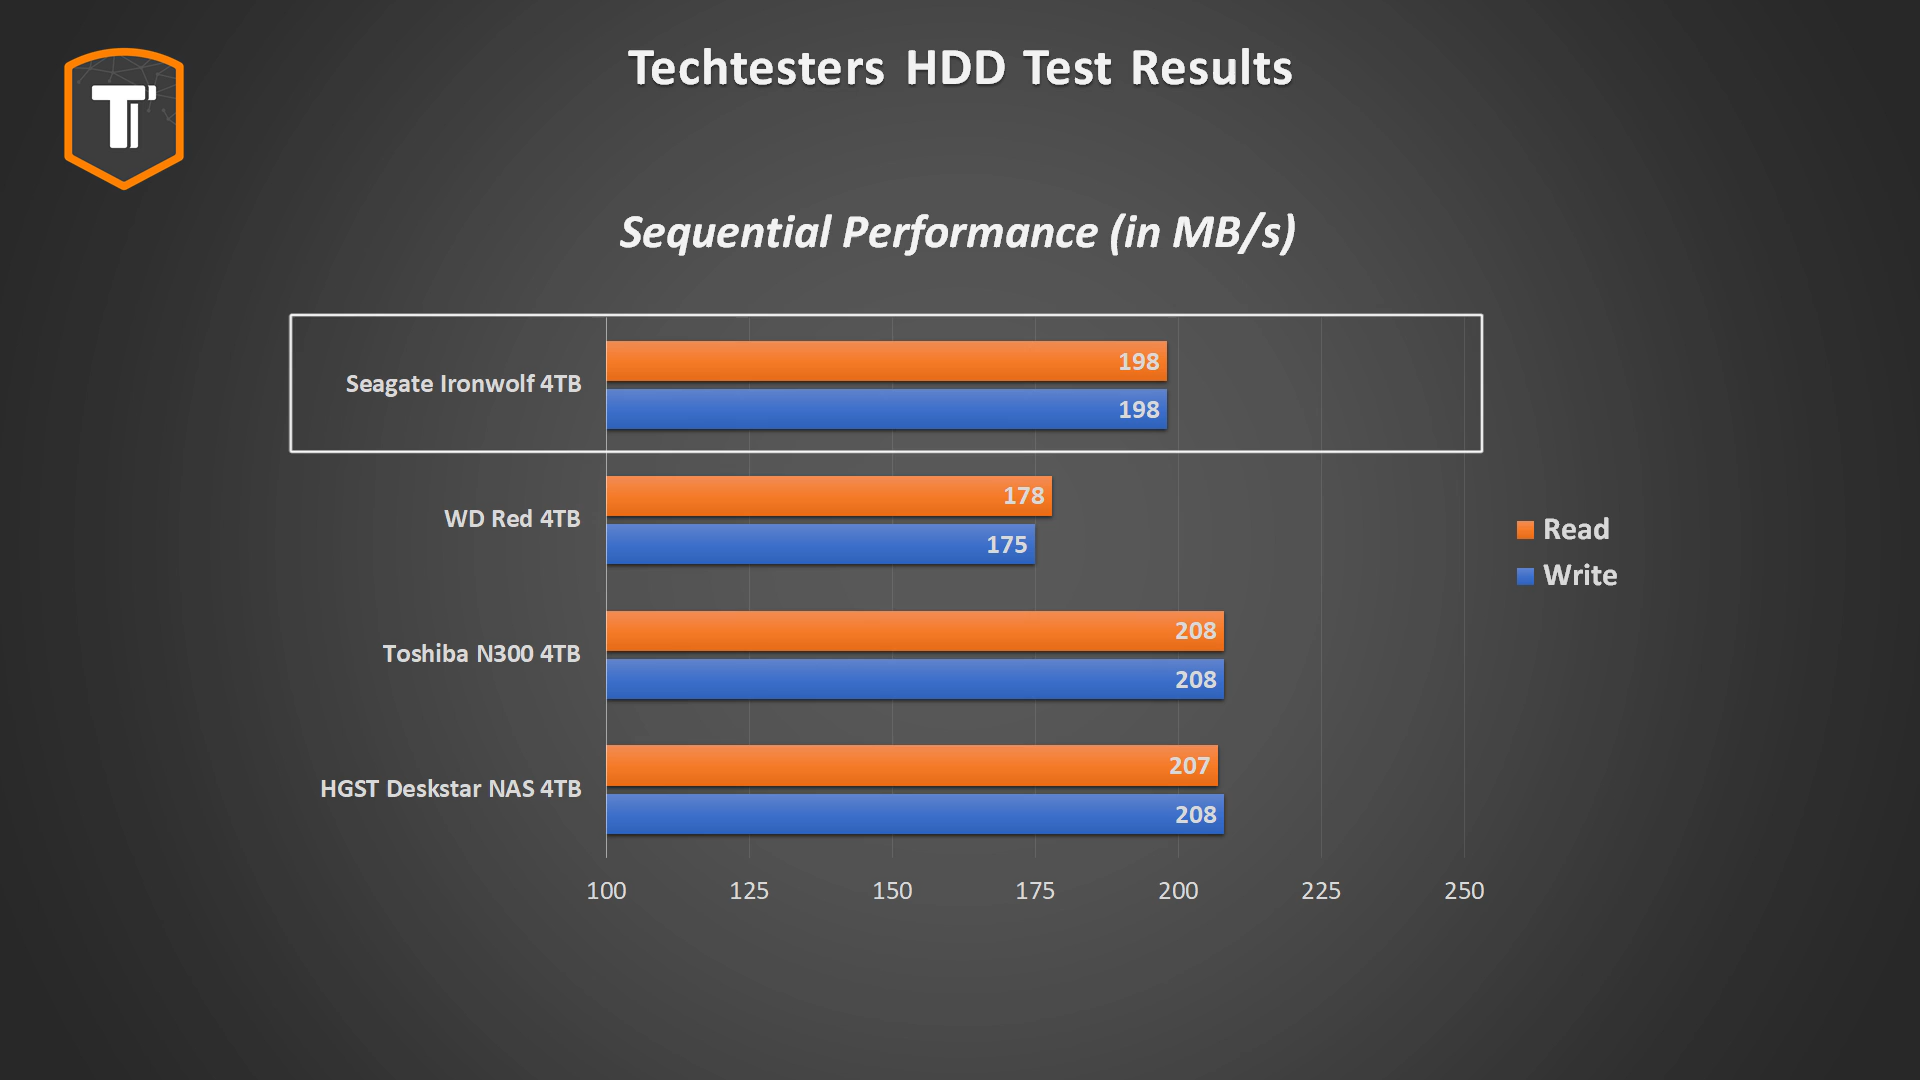 T
Techtesters HDD Test Results
Sequential Performance (in MB/s)
Seagate Ironwolf 4TB
198
198
WD Red 4TB
178
175
Toshiba N300 4TB
208
208
HGST Deskstar NAS 4TB
207
208
Read
Write
100 125 150 175 200 225 250